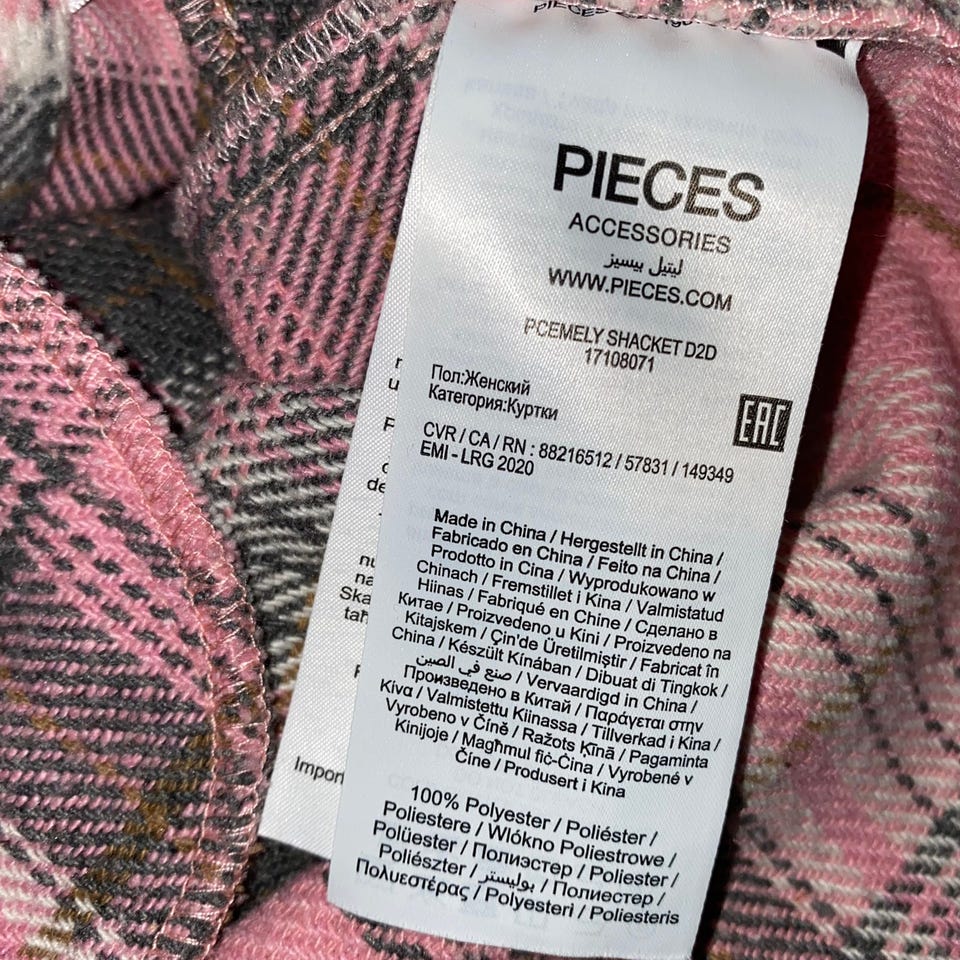 PIECES
ACCESSORIES
ليتيل بيسيز
WWW.PIECES.COM
PCEMELY SHACKET D2D
17108071
Пол:Женский
Категория:Куртки
EAC
CVR / CA / RN : 88216512 / 57831 / 149349
EMI - LRG 2020
Made in China / Hergestellt in China /
Fabricado en China / Feito na China /
Prodotto in Cina / Wyprodukowano w
Chinach / Fremstillet i Kina / Valmistatud
Hiinas / Fabriqué en Chine / Сделано в
Китае / Proizvedeno u Kini / Proizvedeno na
Kitajskem / Çin'de Üretilmiştir / Fabricat în
China / Készült Kínában / Dibuat di Tingkok /
صنع في الصين / Vervaardigd in China /
Произведено в Китай / Παράγεται στην
Κίνα / Valmistettu Kiinassa / Tillverkad i Kina /
Vyrobeno v Číně / Ražots Ķīnā / Pagaminta
Kinijoje / Magħmul fiċ-Ċina / Vyrobené v
Číne / Produsert i Kina
100% Polyester / Poliéster /
Poliestere / Włókno Poliestrowe /
Polüester / Полиэстер / Poliester /
Poliészter / بوليستر / Полиестер /
Πολυεστέρας / Polyesteri / Poliesteris